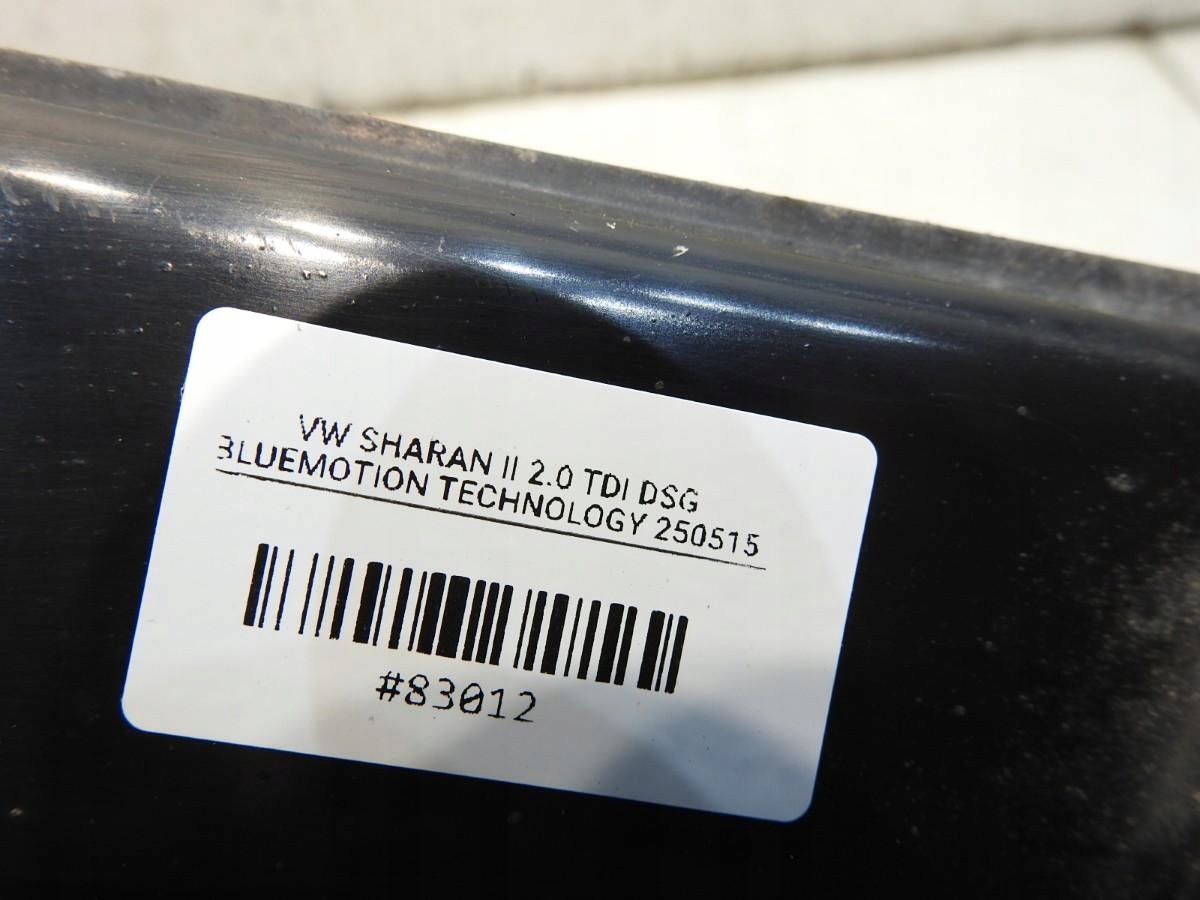 VW SHARAN II 2.0 TDI DSG
BLUEMOTION TECHNOLOGY 250515
#83012